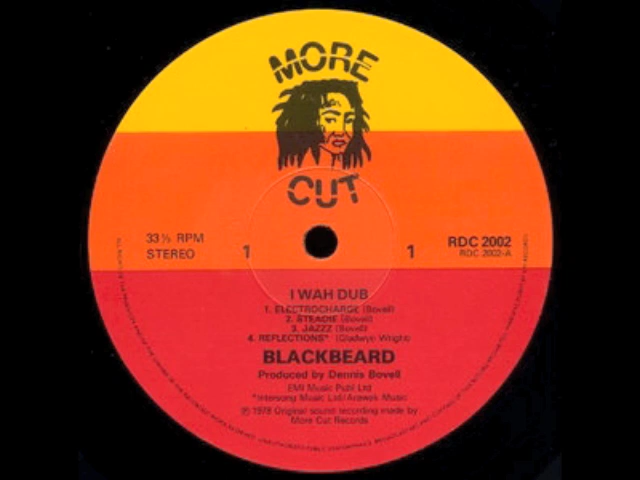 MORE
CUT
33⅓ RPM
STEREO
1
1
RDC 2002
RDC 2002-A
I WAH DUB
1. ELECTROCHARGE (Bovell)
2. STEADIE (Bovell)
3. JAZZZ (Bovell)
4. REFLECTIONS* (Gladwyn Wright)
BLACKBEARD
Produced by Dennis Bovell
EMI Music Publ Ltd
*Intersong Music Ltd/Arawak Music
℗ 1978 Original sound recording made by
More Cut Records